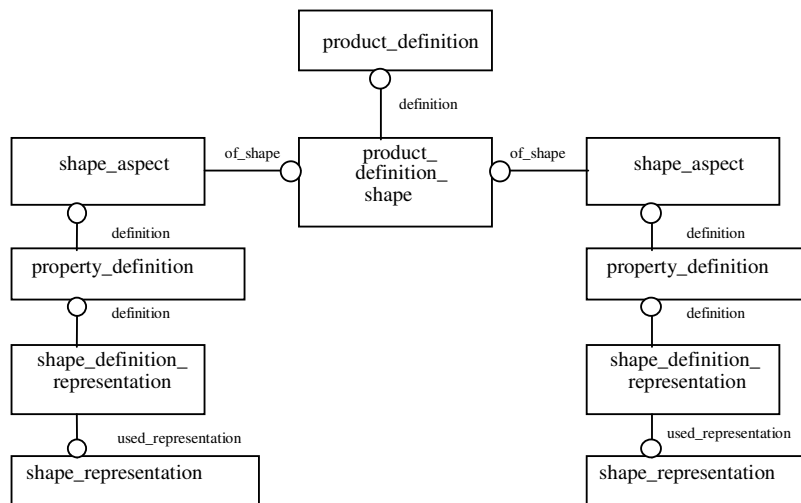 product_definition
definition
shape_aspect
of_shape
product_
definition_
shape
of_shape
shape_aspect
definition
definition
property_definition
property_definition
definition
definition
shape_definition_
representation
shape_definition_
representation
used_representation
used_representation
shape_representation
shape_representation